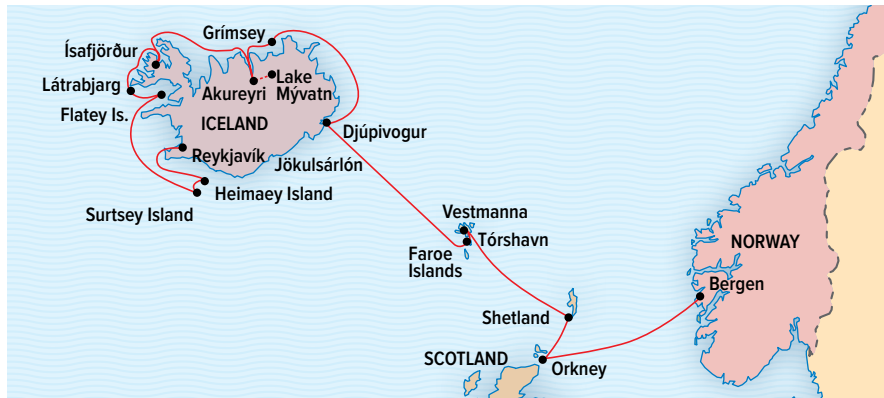 Grímsey
Ísafjörður
Látrabjarg
Flatey Is.
Akureyri
Lake
Mývatn
ICELAND
Djúpivogur
Reykjavík
Jökulsárlón
Heimaey Island
Surtsey Island
Vestmanna
Tórshavn
Faroe
Islands
NORWAY
Bergen
Shetland
SCOTLAND
Orkney